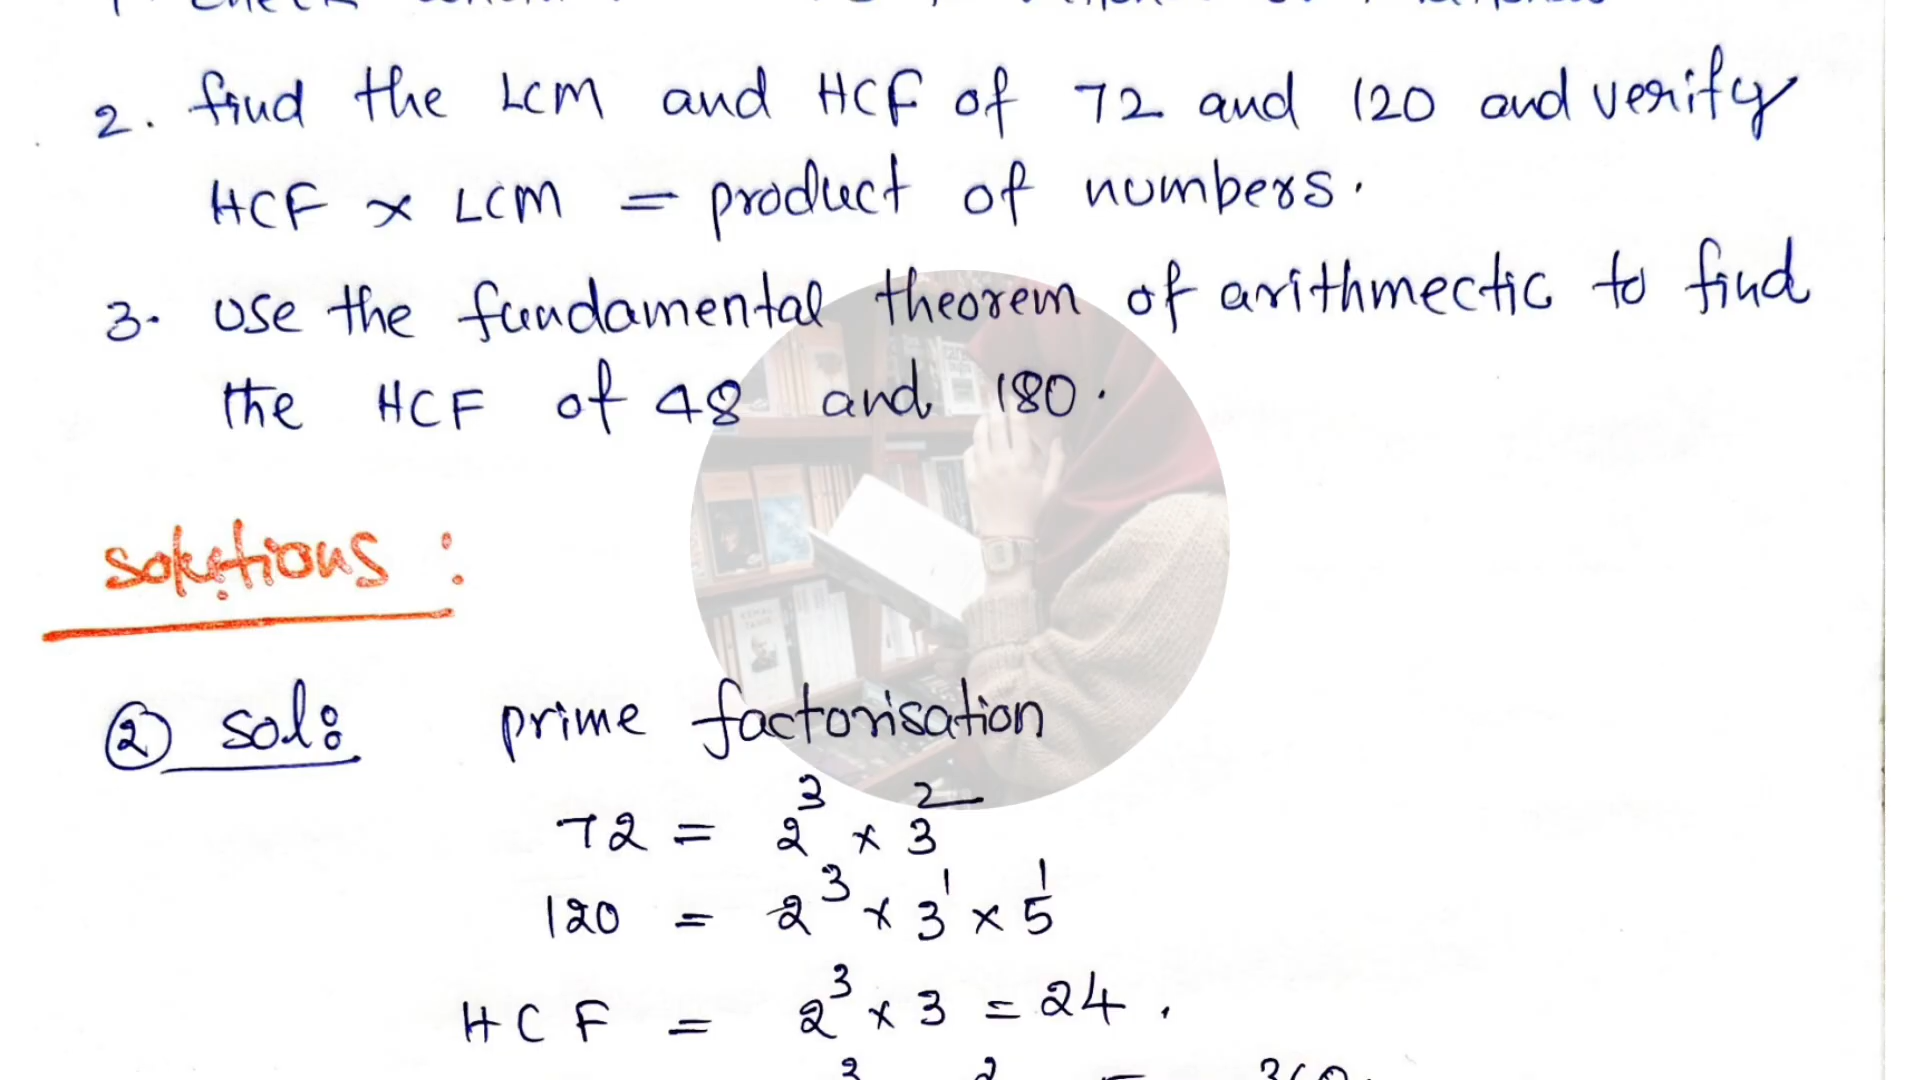 2. find the LCM and HCF of 72 and 120 and verify
HCF x LCM = product of numbers.
3. Use the fundamental theorem of arithmectic to find
the HCF of 48 and 180.
solutions :
② sol: prime factorisation
72 = 2³ × 3²
120 = 2³ × 3¹ × 5¹
HCF = 2³ × 3 = 24.